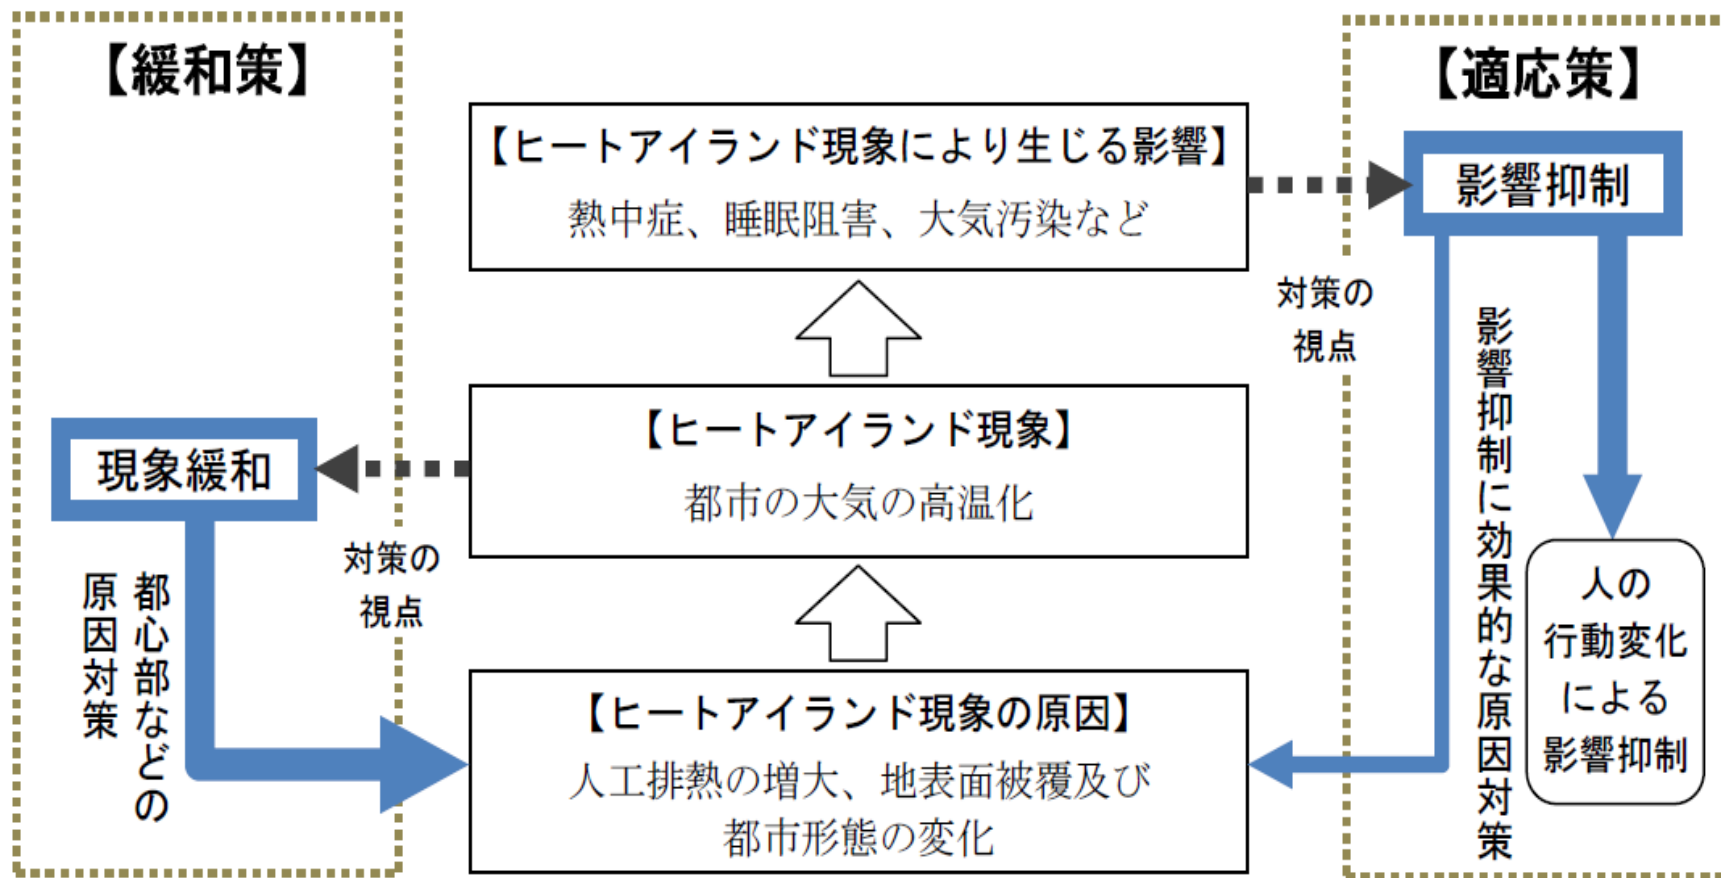 【緩和策】
現象緩和
都心部などの
原因対策
対策の
視点
【ヒートアイランド現象により生じる影響】
熱中症、睡眠阻害、大気汚染など
【ヒートアイランド現象】
都市の大気の高温化
【ヒートアイランド現象の原因】
人工排熱の増大、地表面被覆及び
都市形態の変化
対策の
視点
【適応策】
影響抑制
影響抑制に効果的な原因対策
人の
行動変化
による
影響抑制